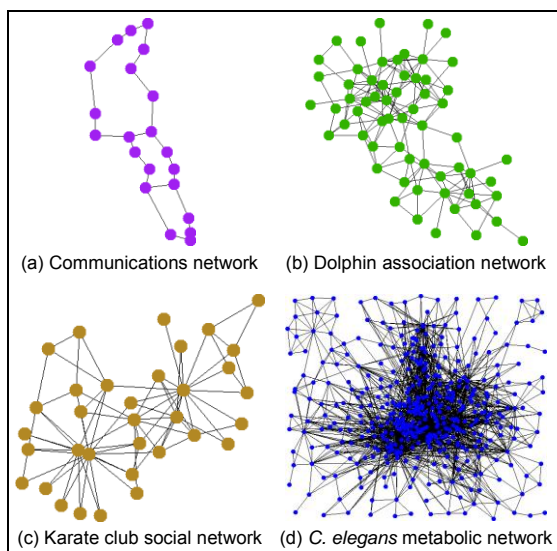 (a) Communications network
(b) Dolphin association network
(c) Karate club social network
(d) C. elegans metabolic network